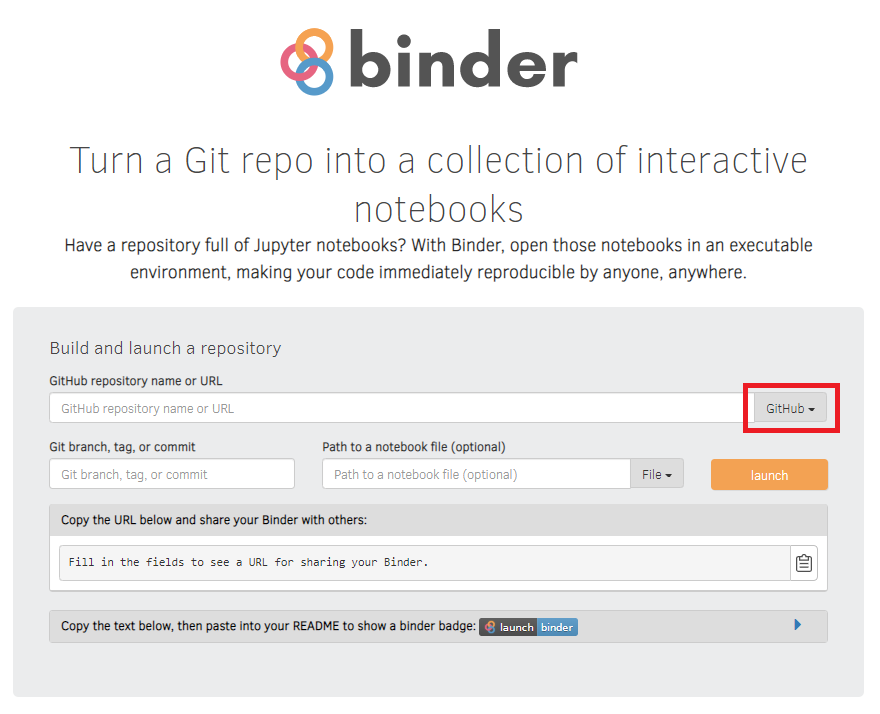 binder
Turn a Git repo into a collection of interactive
notebooks
Have a repository full of Jupyter notebooks? With Binder, open those notebooks in an executable
environment, making your code immediately reproducible by anyone, anywhere.
Build and launch a repository
GitHub repository name or URL
GitHub repository name or URL
GitHub
Git branch, tag, or commit
Path to a notebook file (optional)
Git branch, tag, or commit
Path to a notebook file (optional)
File
launch
Copy the URL below and share your Binder with others:
Fill in the fields to see a URL for sharing your Binder.
Copy the text below, then paste into your README to show a binder badge: launch binder